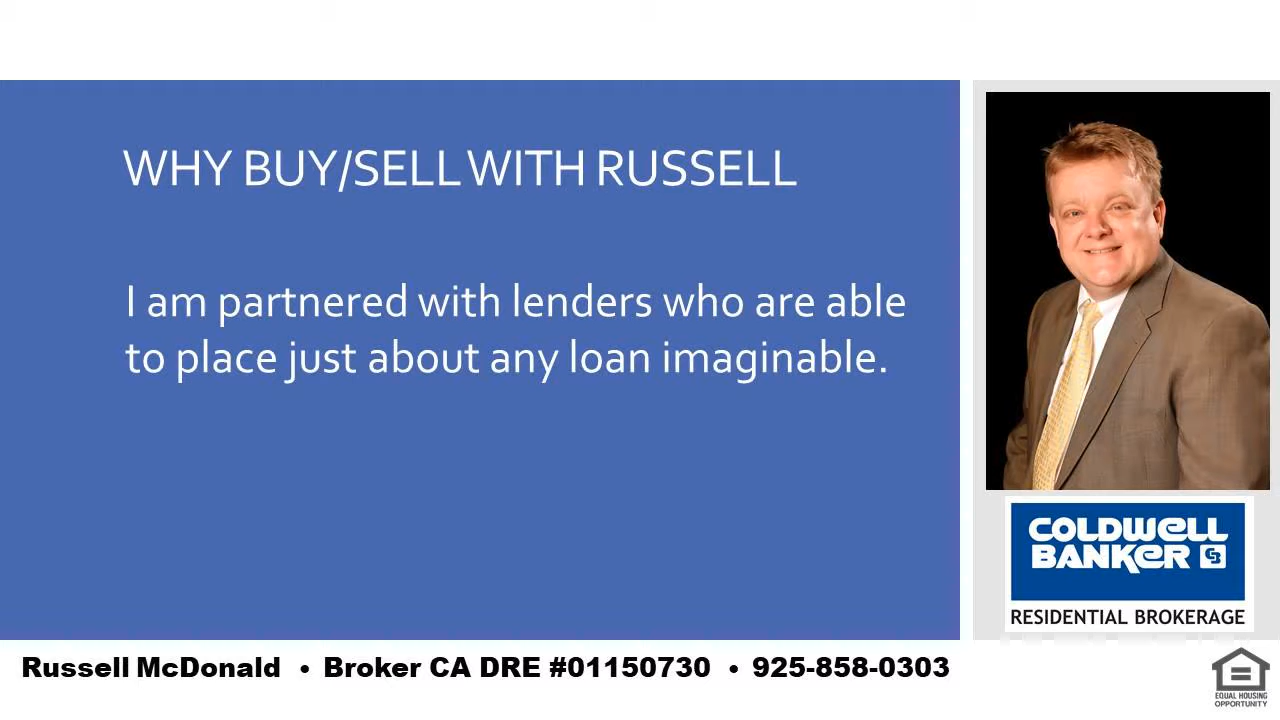 WHY BUY/SELL WITH RUSSELL
I am partnered with lenders who are able
to place just about any loan imaginable.
COLDWELL
BANKER CB
RESIDENTIAL BROKERAGE
Russell McDonald • Broker CA DRE #01150730 • 925-858-0303
EQUAL HOUSING
OPPORTUNITY